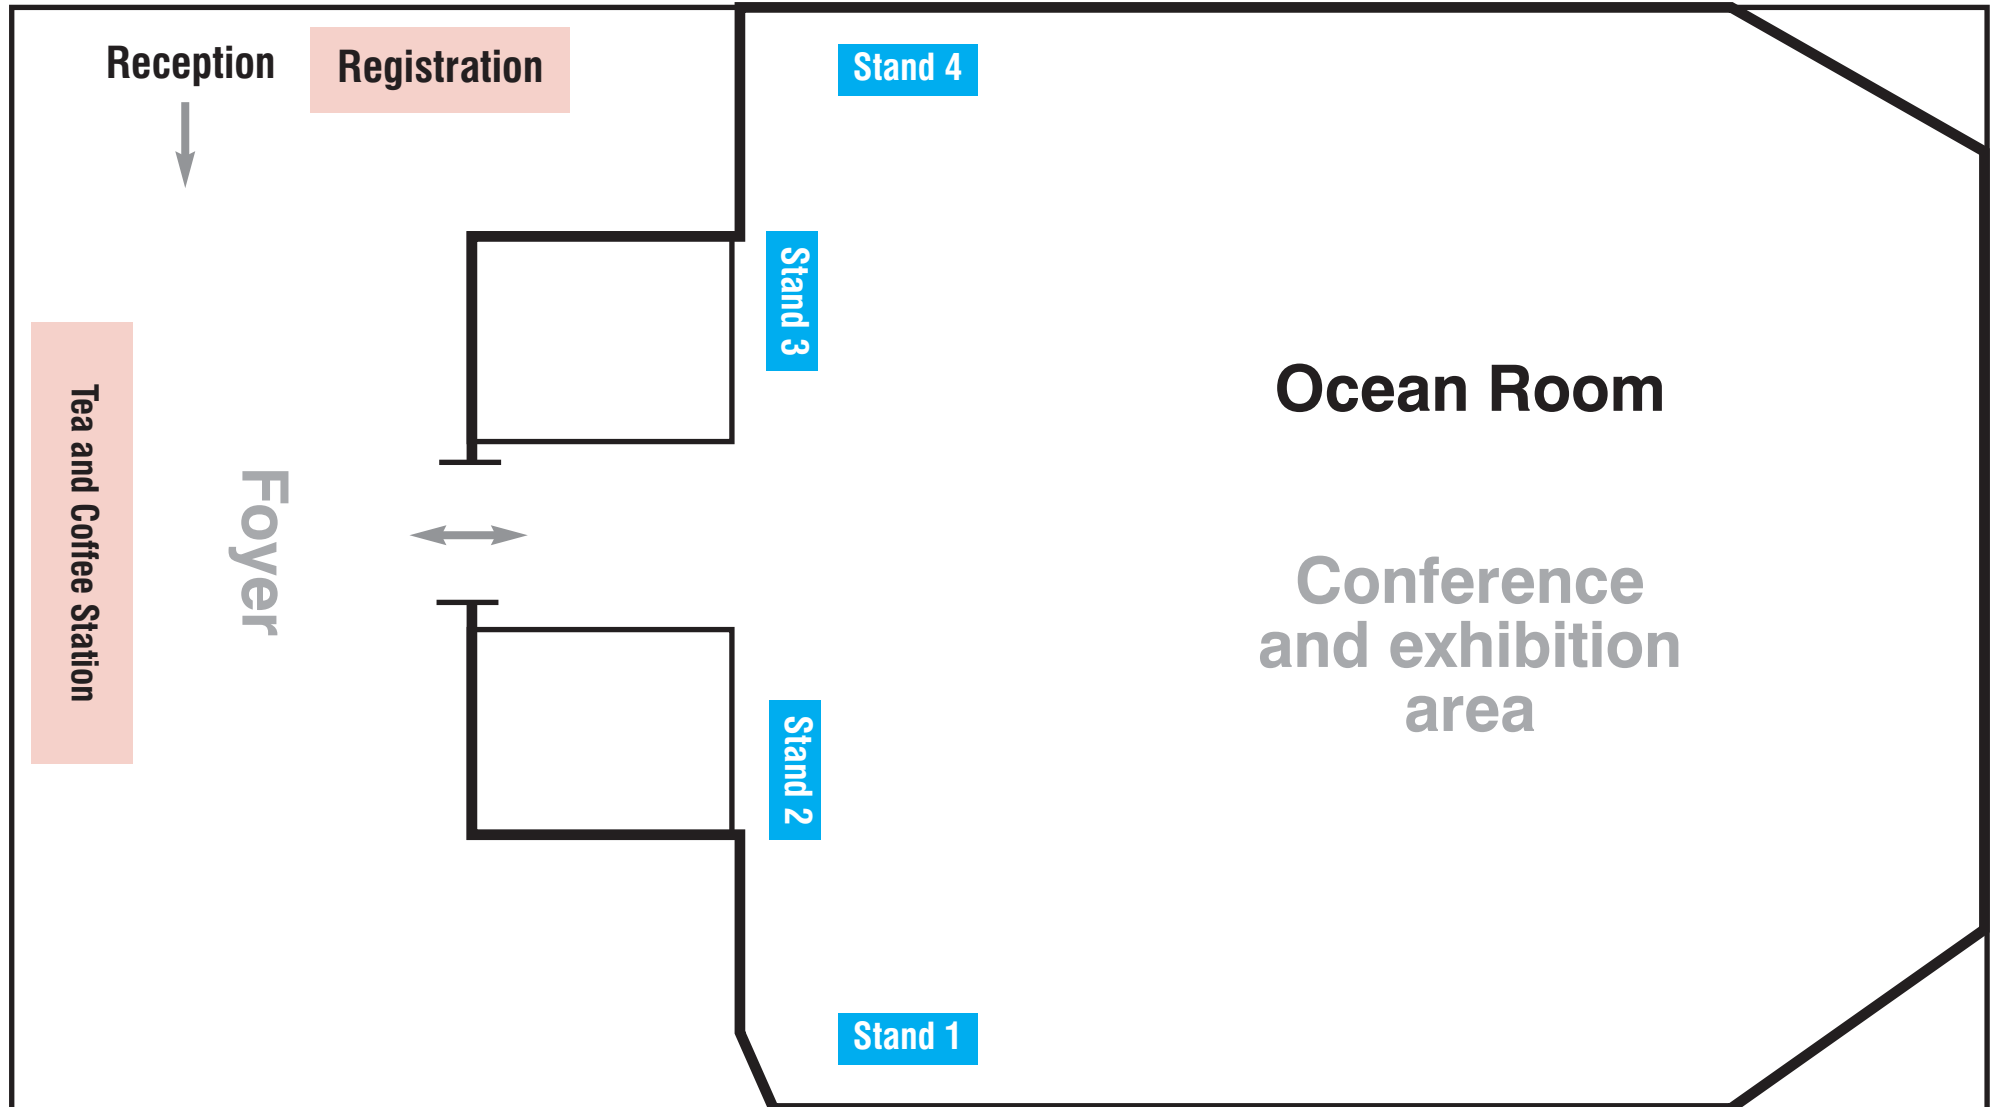 Reception
Registration
Stand 4
Stand 3
Tea and Coffee Station
Foyer
Ocean Room
Conference
and exhibition
area
Stand 2
Stand 1